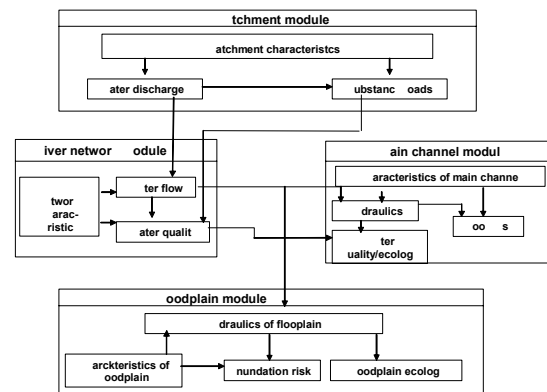 tchment module
atchment characteristcs
ater discharge
ubstanc oads
iver networ odule
ain channel modul
twor
arac-
ristic
ter flow
ater qualit
aracteristics of main channe
draulics
oo s
ter
uality/ecolog
oodplain module
draulics of flooplain
arckteristics of
oodplain
nundation risk
oodplain ecolog